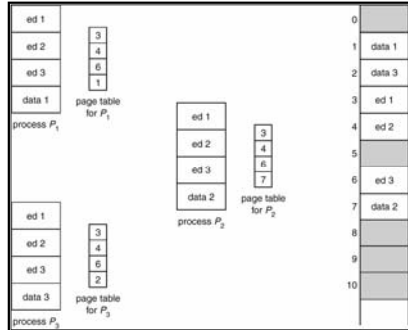 ed 1
ed 2
ed 3
data 1
process P1
3
4
6
1
page table
for P1
ed 1
ed 2
ed 3
data 2
process P2
3
4
6
7
page table
for P2
ed 1
ed 2
ed 3
data 3
process P3
3
4
6
2
page table
for P3
0
1 data 1
2 data 3
3 ed 1
4 ed 2
5
6 ed 3
7 data 2
8
9
10